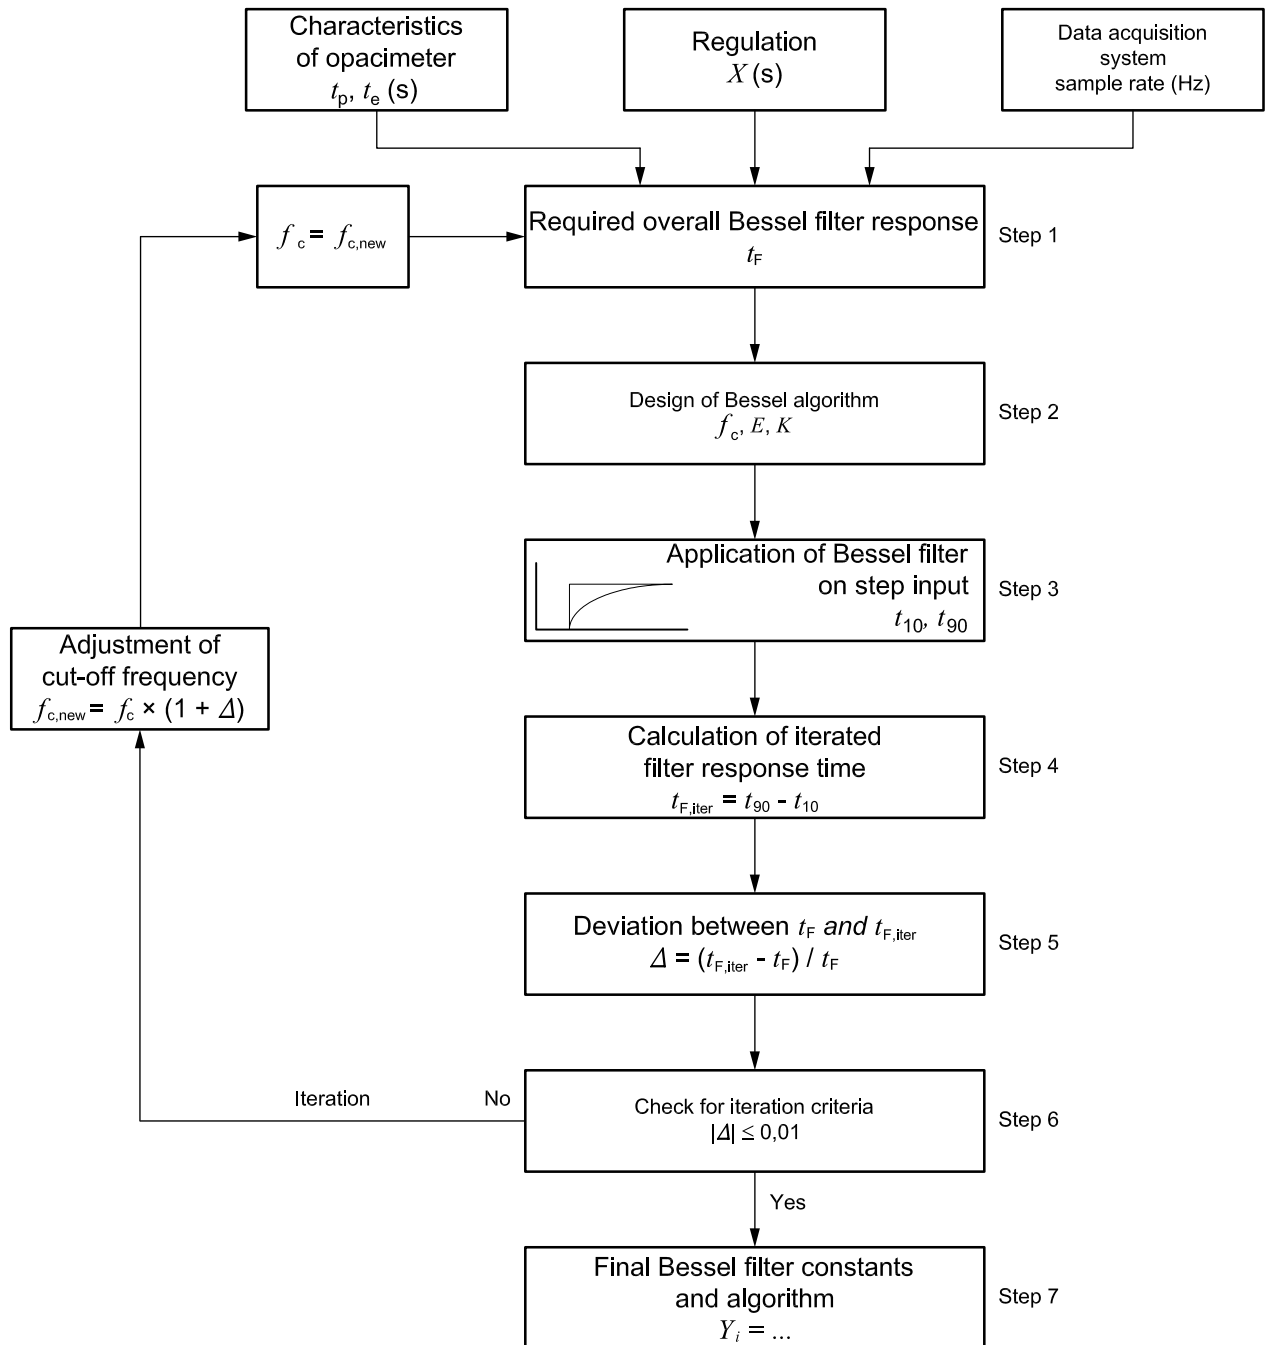 Characteristics
of opacimeter
tp, te (s)
Regulation
X (s)
Data acquisition
system
sample rate (Hz)
fc = fc,new
Required overall Bessel filter response
tF
Step 1
Design of Bessel algorithm
fc, E, K
Step 2
Application of Bessel filter
on step input
t10, t90
Step 3
Adjustment of
cut-off frequency
fc,new = fc × (1 + Δ)
Calculation of iterated
filter response time
tF,iter = t90 - t10
Step 4
Deviation between tF and tF,iter
Δ = (tF,iter - tF) / tF
Step 5
Iteration
No
Check for iteration criteria
|Δ| ≤ 0,01
Step 6
Yes
Final Bessel filter constants
and algorithm
Yi = ...
Step 7